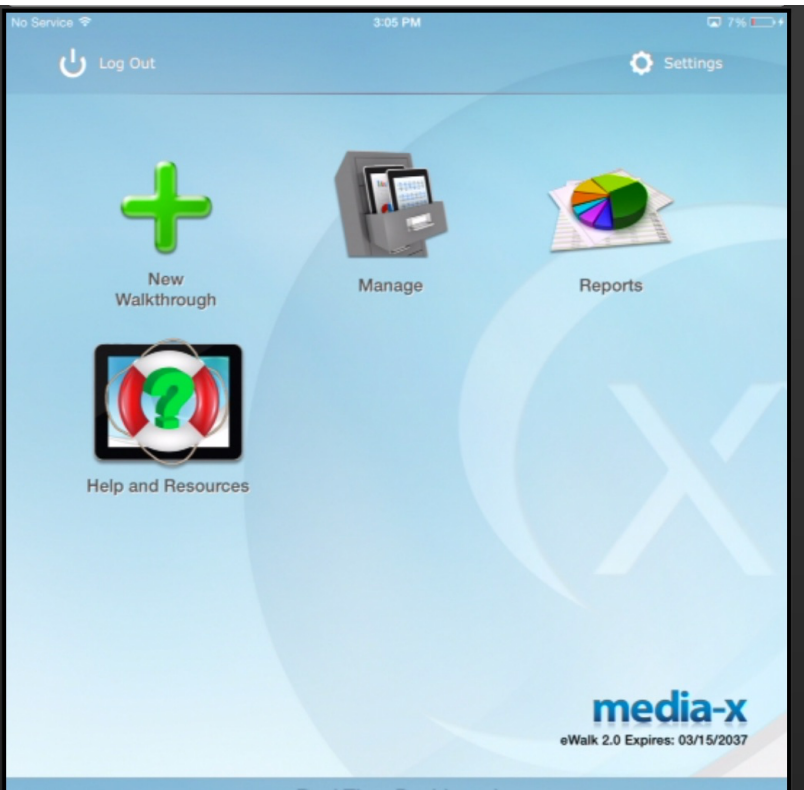 No Service 3:05 PM 7%
Log Out Settings
New
Walkthrough
Manage
Reports
Help and Resources
media-x
eWalk 2.0 Expires: 03/15/2037